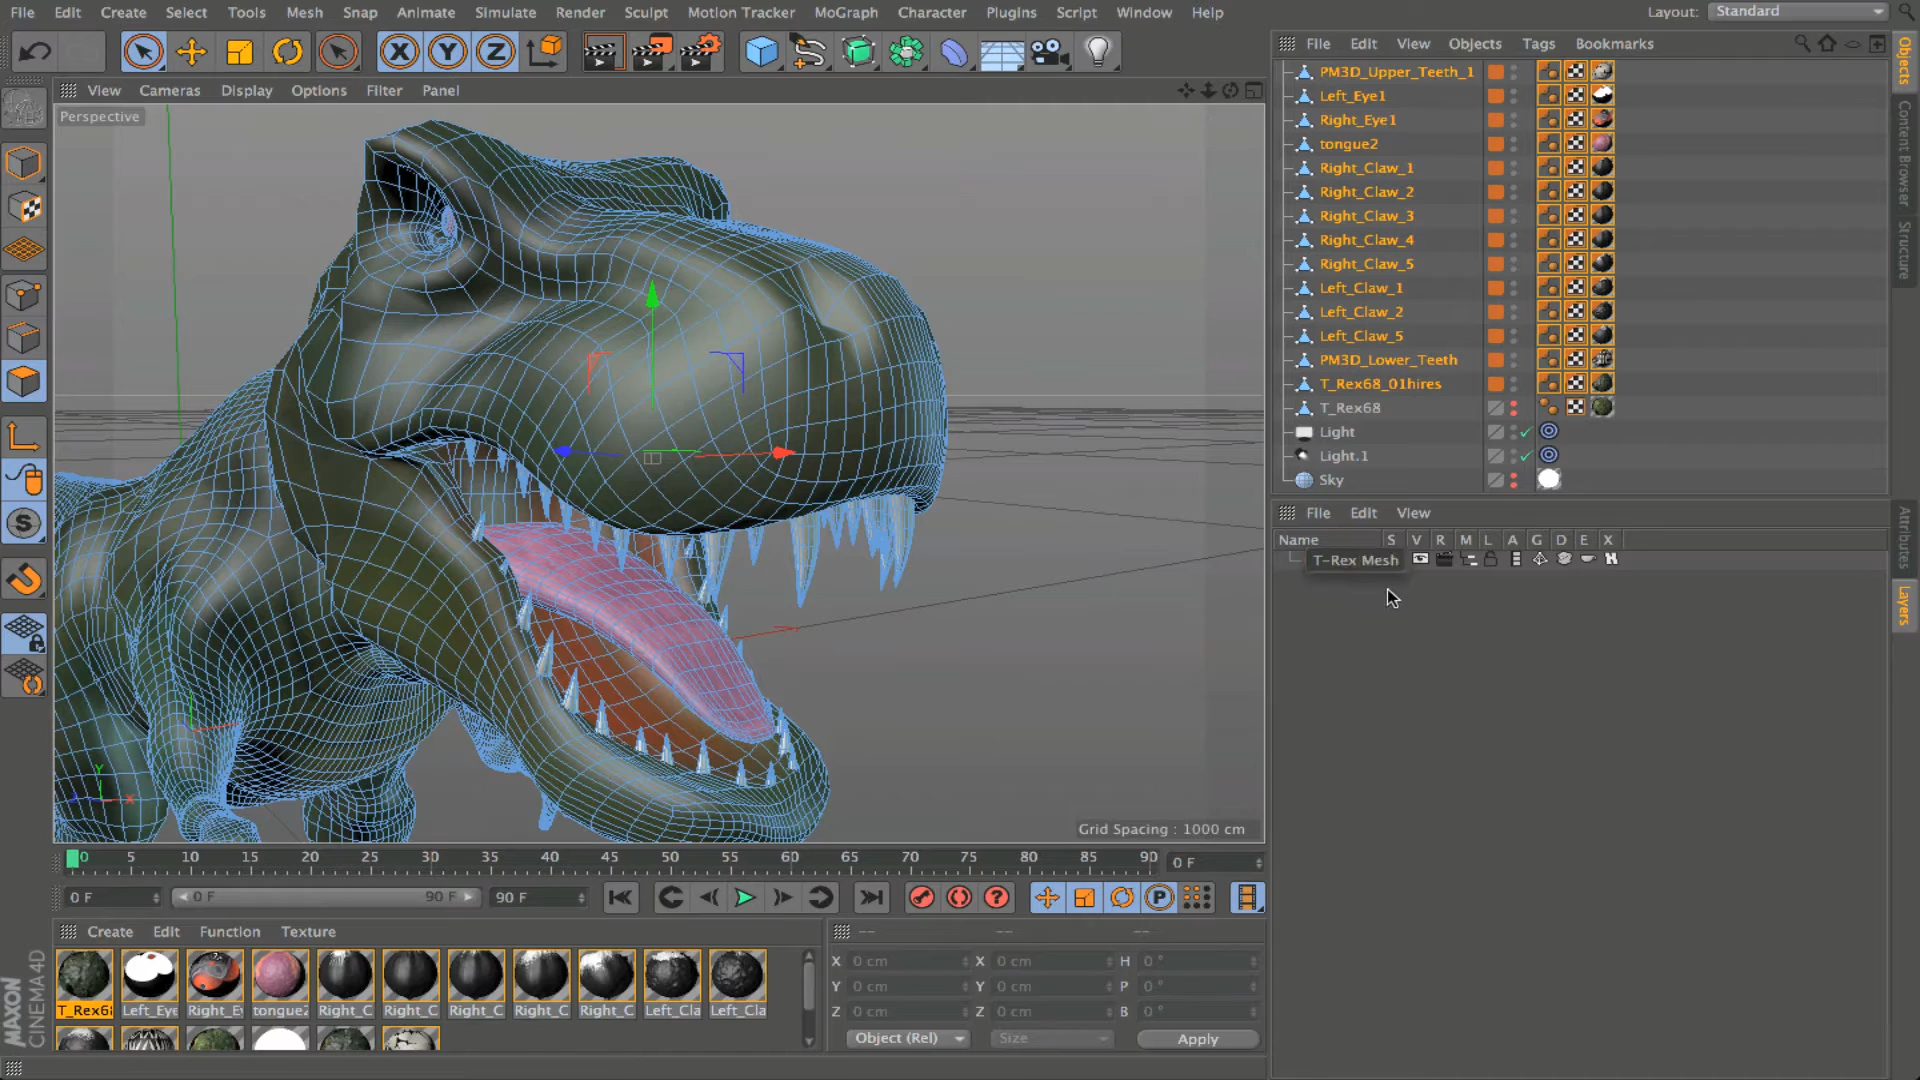 File Edit Create Select Tools Mesh Snap Animate Simulate Render Sculpt Motion Tracker MoGraph Character Plugins Script Window Help Layout: Standard
X Y Z
File Edit View Objects Tags Bookmarks
View Cameras Display Options Filter Panel
Perspective
PM3D_Upper_Teeth_1
Left_Eye1
Right_Eye1
tongue2
Right_Claw_1
Right_Claw_2
Right_Claw_3
Right_Claw_4
Right_Claw_5
Left_Claw_1
Left_Claw_2
Left_Claw_5
PM3D_Lower_Teeth
T_Rex68_01hires
T_Rex68
Light
Light.1
Sky
Objects
Content Browser
Structure
File Edit View
Name S V R M L A G D E X
T-Rex Mesh
Attributes
Layers
Y
X
Grid Spacing : 1000 cm
0 5 10 15 20 25 30 35 40 45 50 55 60 65 70 75 80 85 90 0 F
0 F 0 F 90 F 90 F P
Create Edit Function Texture
T_Rex6 Left_Eye Right_Ey tongue2 Right_C Right_C Right_C Right_C Right_C Left_Cla Left_Cla
-- -- --
X 0 cm X 0 cm H 0 °
Y 0 cm Y 0 cm P 0 °
Z 0 cm Z 0 cm B 0 °
Object (Rel) Size Apply
MAXON
CINEMA4D